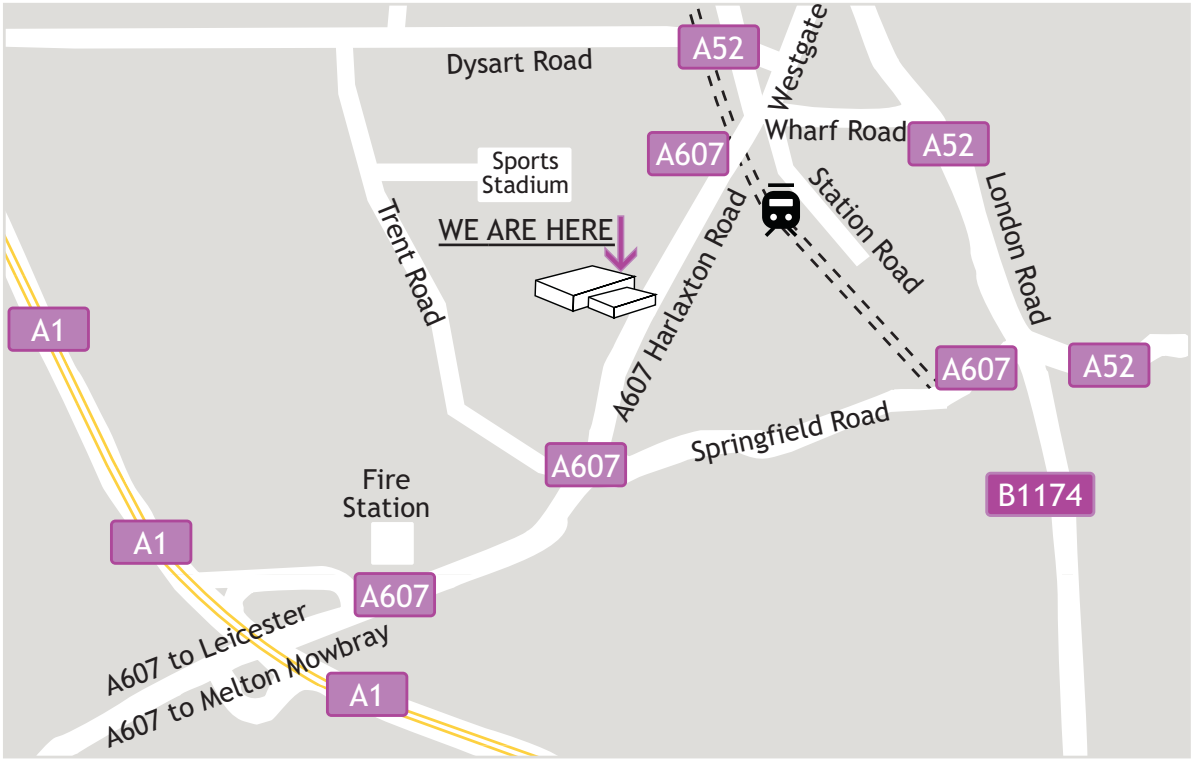 A52
Dysart Road
Westgate
Wharf Road
A52
A607
Sports
Stadium
Station Road
London Road
Trent Road
WE ARE HERE
A607 Harlaxton Road
A1
A607
A52
Springfield Road
A607
Fire
Station
B1174
A1
A607
A607 to Leicester
A607 to Melton Mowbray
A1